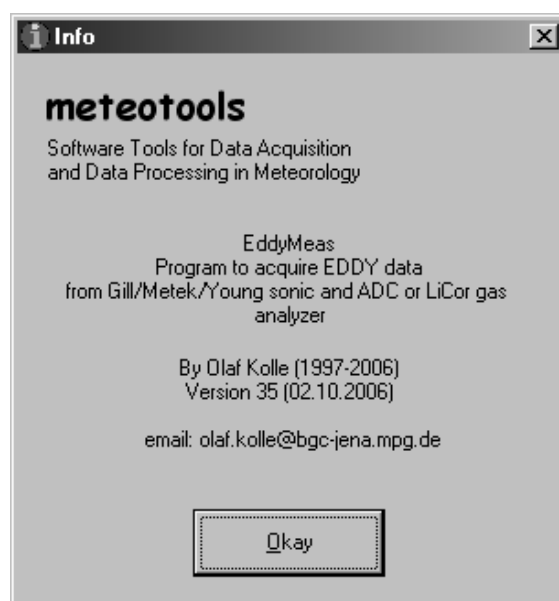 Info
meteotools
Software Tools for Data Acquisition
and Data Processing in Meteorology
EddyMeas
Program to acquire EDDY data
from Gill/Metek/Young sonic and ADC or LiCor gas
analyzer
By Olaf Kolle (1997-2006)
Version 35 (02.10.2006)
email: olaf.kolle@bgc-jena.mpg.de
Okay